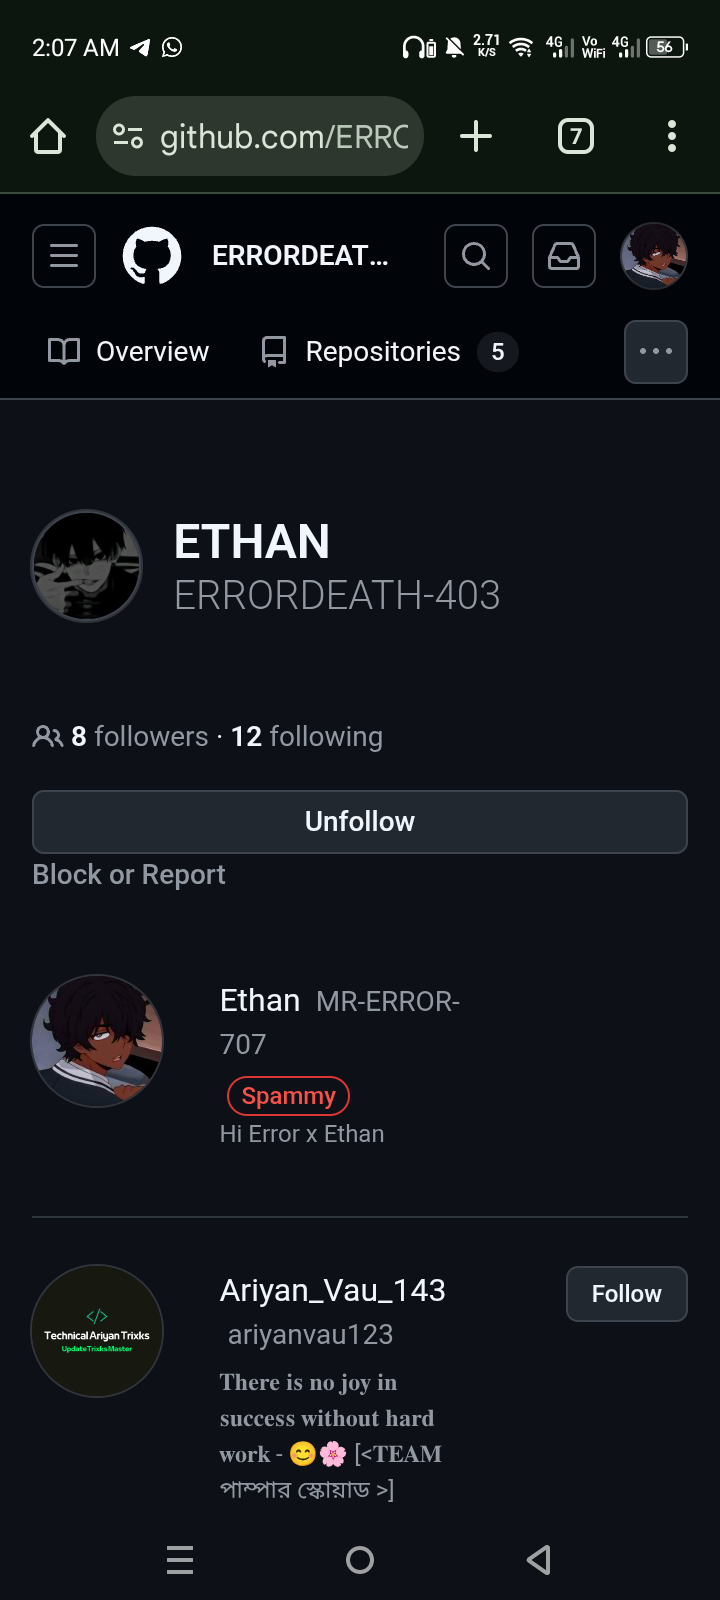 2:07 AM 2.71 K/S 4G Vo WiFi 4G 56
github.com/ERRO
7
ERRORDEAT...
Overview Repositories 5
ETHAN
ERRORDEATH-403
8 followers · 12 following
Unfollow
Block or Report
Ethan MR-ERROR-
707
Spammy
Hi Error x Ethan
Ariyan_Vau_143 Follow
ariyanvau123
</>
Technical Ariyan Trixks
Update Trixks Master
There is no joy in
success without hard
work - 😊🌸 [<TEAM
পাম্পার স্কোয়াড >]